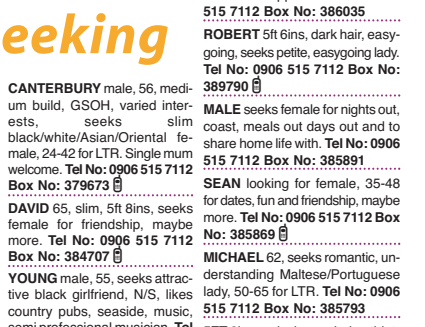 eeking
CANTERBURY male, 56, medi-
um build, GSOH, varied inter-
ests, seeks slim
black/white/Asian/Oriental fe-
male, 24-42 for LTR. Single mum
welcome. Tel No: 0906 515 7112
Box No: 379673
DAVID 65, slim, 5ft 8ins, seeks
female for friendship, maybe
more. Tel No: 0906 515 7112
Box No: 384707
YOUNG male, 55, seeks attrac-
tive black girlfriend, N/S, likes
country pubs, seaside, music,
semi professional musician. Tel
515 7112 Box No: 386035
ROBERT 5ft 6ins, dark hair, easy-
going, seeks petite, easygoing lady.
Tel No: 0906 515 7112 Box No:
389790
MALE seeks female for nights out,
coast, meals out days out and to
share home life with. Tel No: 0906
515 7112 Box No: 385891
SEAN looking for female, 35-48
for dates, fun and friendship, maybe
more. Tel No: 0906 515 7112 Box
No: 385869
MICHAEL 62, seeks romantic, un-
derstanding Maltese/Portuguese
lady, 50-65 for LTR. Tel No: 0906
515 7112 Box No: 385793